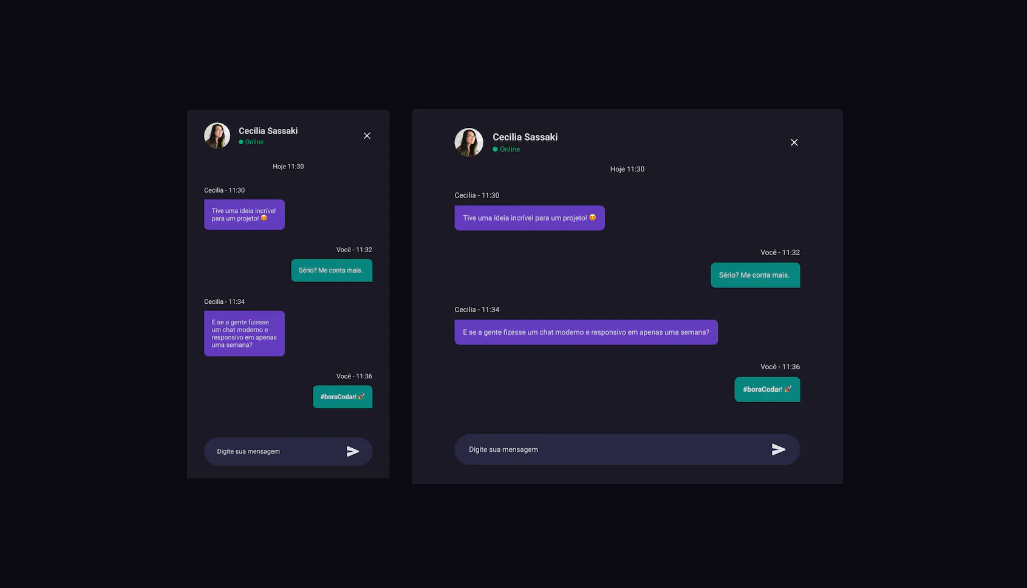 Cecilia Sassaki
Online
Hoje 11:30
Cecilia - 11:30
Tive uma ideia incrível
para um projeto! 😍
Você - 11:32
Sério? Me conta mais.
Cecilia - 11:34
E se a gente fizesse
um chat moderno e
responsivo em apenas
uma semana?
Você - 11:36
#boraCodar! 🚀
Digite sua mensagem
Cecilia Sassaki
Online
Hoje 11:30
Cecilia - 11:30
Tive uma ideia incrível para um projeto! 😍
Você - 11:32
Sério? Me conta mais.
Cecilia - 11:34
E se a gente fizesse um chat moderno e responsivo em apenas uma semana?
Você - 11:36
#boraCodar! 🚀
Digite sua mensagem